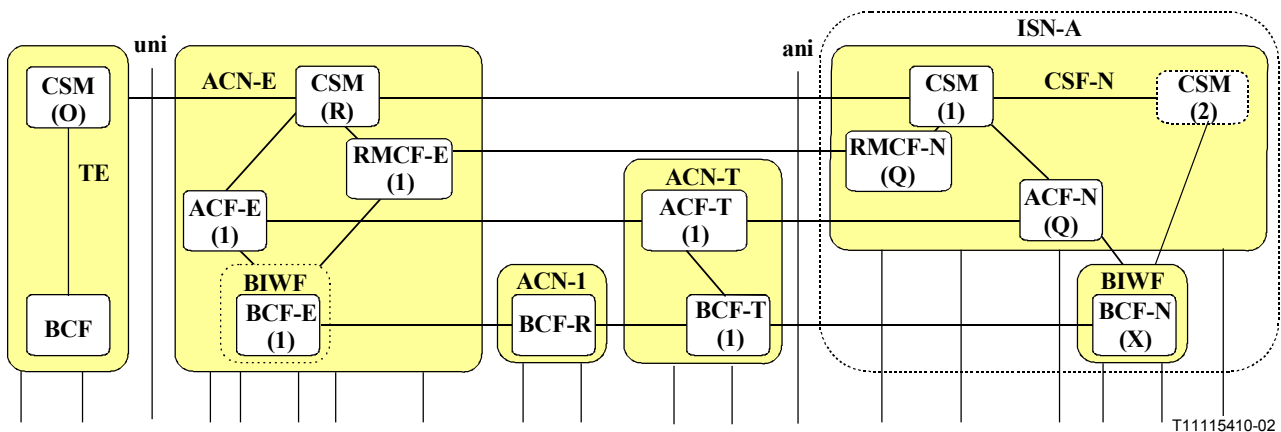 ISN-A
uni
ani
CSM
(O)
TE
BCF
ACN-E
CSM
(R)
RMCF-E
(1)
ACF-E
(1)
BIWF
BCF-E
(1)
ACN-1
BCF-R
ACN-T
ACF-T
(1)
BCF-T
(1)
CSM
(1)
CSF-N
CSM
(2)
RMCF-N
(Q)
ACF-N
(Q)
BIWF
BCF-N
(X)
T11115410-02